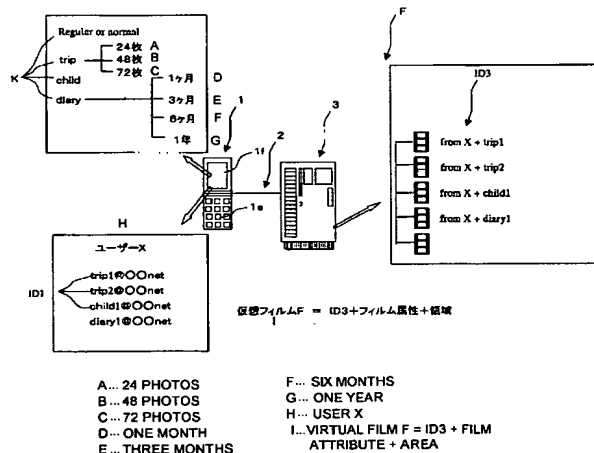 F
Regular or normal
24枚 A
trip 48枚 B
72枚 C
K child 1ヶ月 D
diary 3ヶ月 E
6ヶ月 F
1年 G
1
1f
2
3
1e
ID3
from X + trip1
from X + trip2
from X + child1
from X + diary1
H
ユーザーX
ID1
trip1@〇〇net
trip2@〇〇net
child1@〇〇net
diary1@〇〇net
仮想フィルムF = ID3+フィルム属性+領域
I
A... 24 PHOTOS
B... 48 PHOTOS
C... 72 PHOTOS
D... ONE MONTH
E... THREE MONTHS
F... SIX MONTHS
G... ONE YEAR
H... USER X
I...VIRTUAL FILM F = ID3 + FILM
ATTRIBUTE + AREA